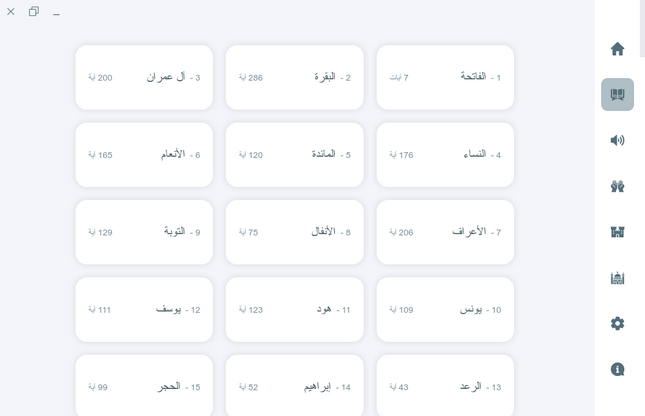 1 - الفاتحة 7 آيات
2 - البقرة 286 آية
3 - آل عمران 200 آية
4 - النساء 176 آية
5 - المائدة 120 آية
6 - الأنعام 165 آية
7 - الأعراف 206 آية
8 - الأنفال 75 آية
9 - التوبة 129 آية
10 - يونس 109 آية
11 - هود 123 آية
12 - يوسف 111 آية
13 - الرعد 43 آية
14 - إبراهيم 52 آية
15 - الحجر 99 آية